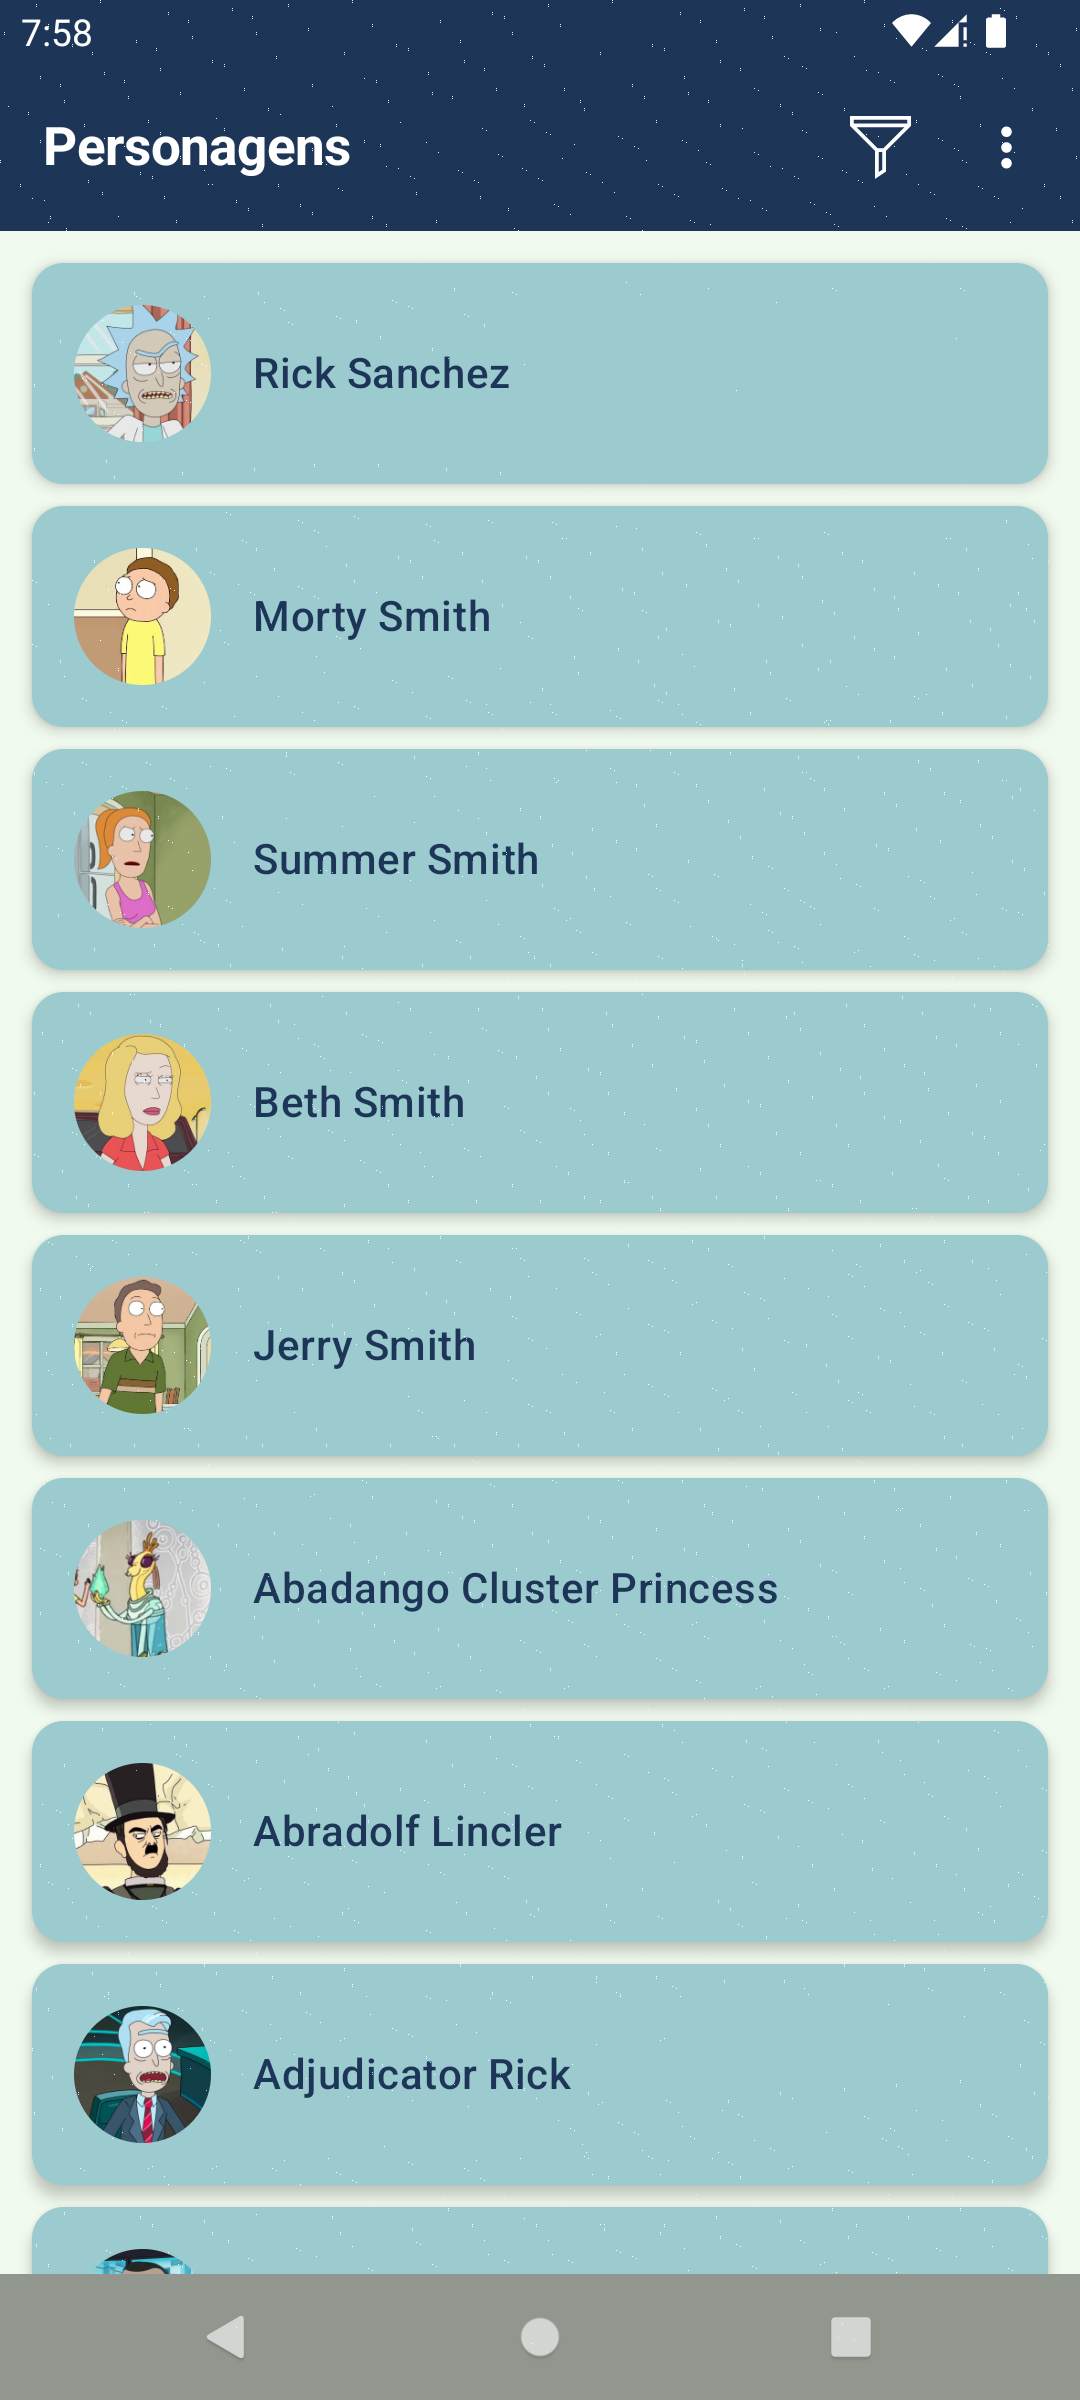 7:58
Personagens
Rick Sanchez
Morty Smith
Summer Smith
Beth Smith
Jerry Smith
Abadango Cluster Princess
Abradolf Lincler
Adjudicator Rick